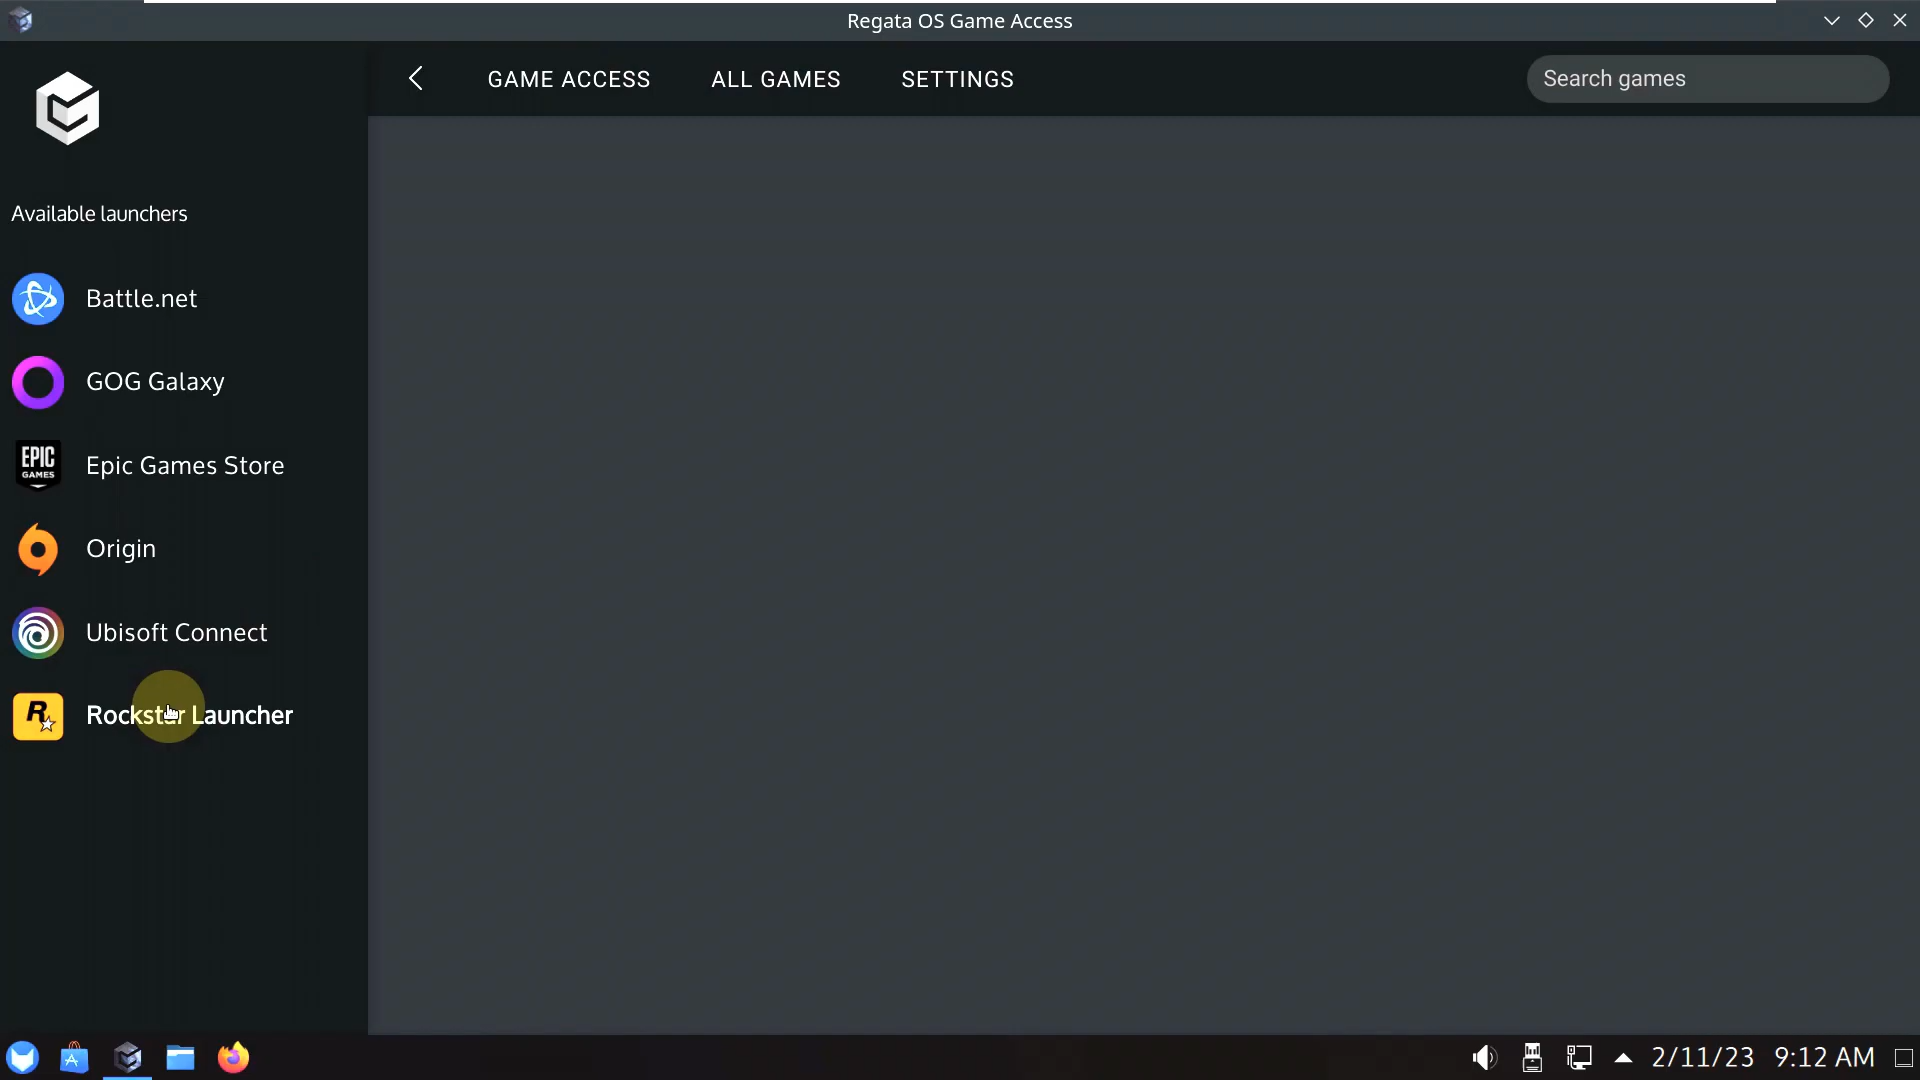 Regata OS Game Access
GAME ACCESS
ALL GAMES
SETTINGS
Search games
Available launchers
Battle.net
GOG Galaxy
EPIC
GAMES
Epic Games Store
Origin
Ubisoft Connect
R
Rockstar Launcher
2/11/23
9:12 AM